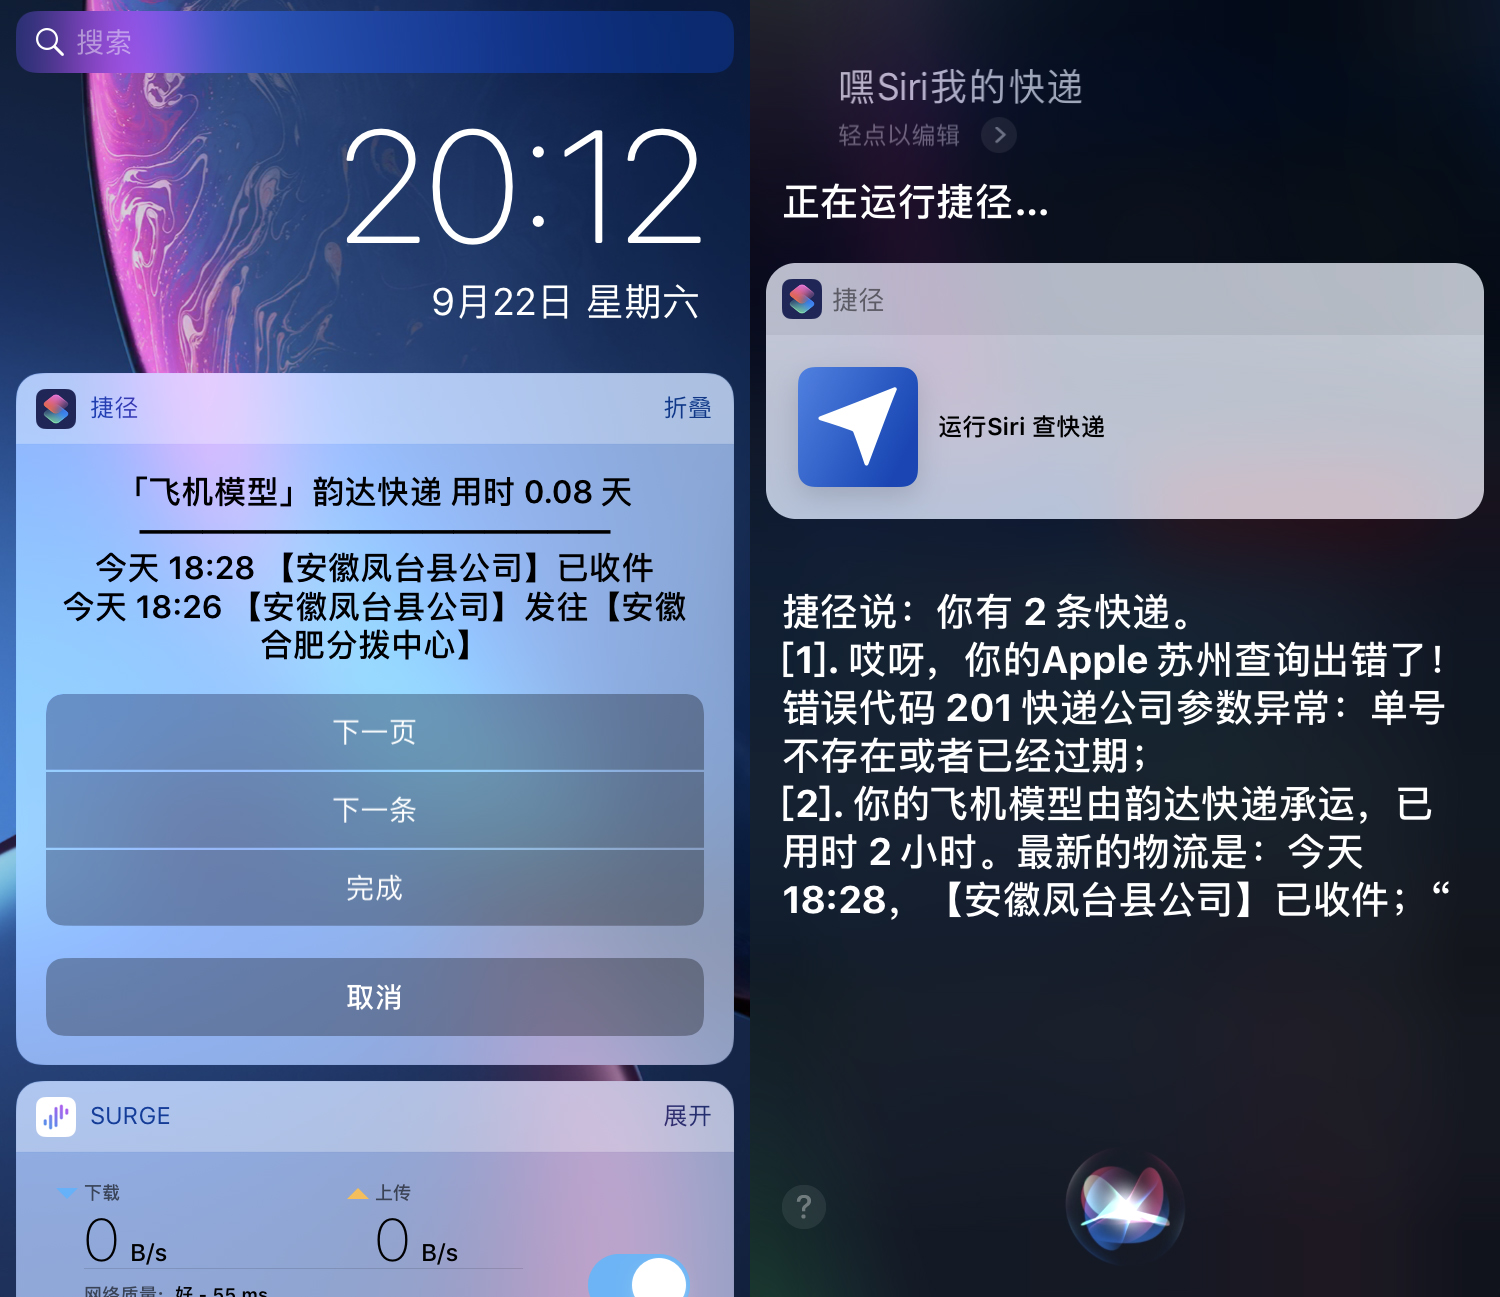 搜索
20:12
9月22日 星期六
捷径
折叠
「飞机模型」韵达快递 用时 0.08 天
今天 18:28 【安徽凤台县公司】已收件
今天 18:26 【安徽凤台县公司】发往【安徽
合肥分拨中心】
下一页
下一条
完成
取消
SURGE
展开
下载
上传
0 B/s
0 B/s
网络质量：好 - 55 ms
嘿Siri我的快递
轻点以编辑
正在运行捷径...
捷径
运行Siri 查快递
捷径说：你有 2 条快递。
[1]. 哎呀，你的Apple 苏州查询出错了！
错误代码 201 快递公司参数异常：单号
不存在或者已经过期；
[2]. 你的飞机模型由韵达快递承运，已
用时 2 小时。最新的物流是：今天
18:28，【安徽凤台县公司】已收件；“
?